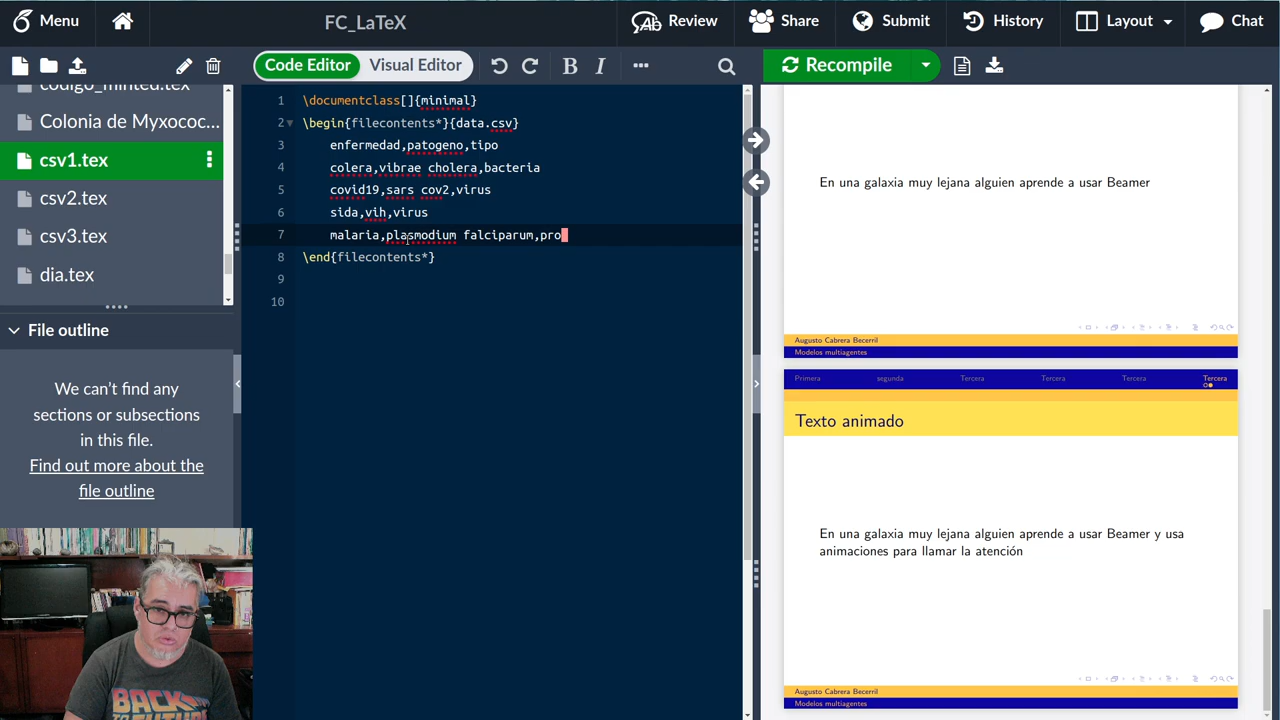 Menu
FC_LaTeX
Review
Share
Submit
History
Layout
Chat
Code Editor
Visual Editor
B I
Recompile
codigo_minted.tex
Colonia de Myxococ...
csv1.tex
csv2.tex
csv3.tex
dia.tex
File outline
We can't find any
sections or subsections
in this file.
Find out more about the
file outline
1 \documentclass[]{minimal}
2 \begin{filecontents*}{data.csv}
3 enfermedad,patogeno,tipo
4 colera,vibrae cholera,bacteria
5 covid19,sars cov2,virus
6 sida,vih,virus
7 malaria,plasmodium falciparum,pro
8 \end{filecontents*}
9
10
En una galaxia muy lejana alguien aprende a usar Beamer
Augusto Cabrera Becerril
Modelos multiagentes
Primera segunda Tercera Tercera Tercera Tercera
Texto animado
En una galaxia muy lejana alguien aprende a usar Beamer y usa
animaciones para llamar la atención
Augusto Cabrera Becerril
Modelos multiagentes